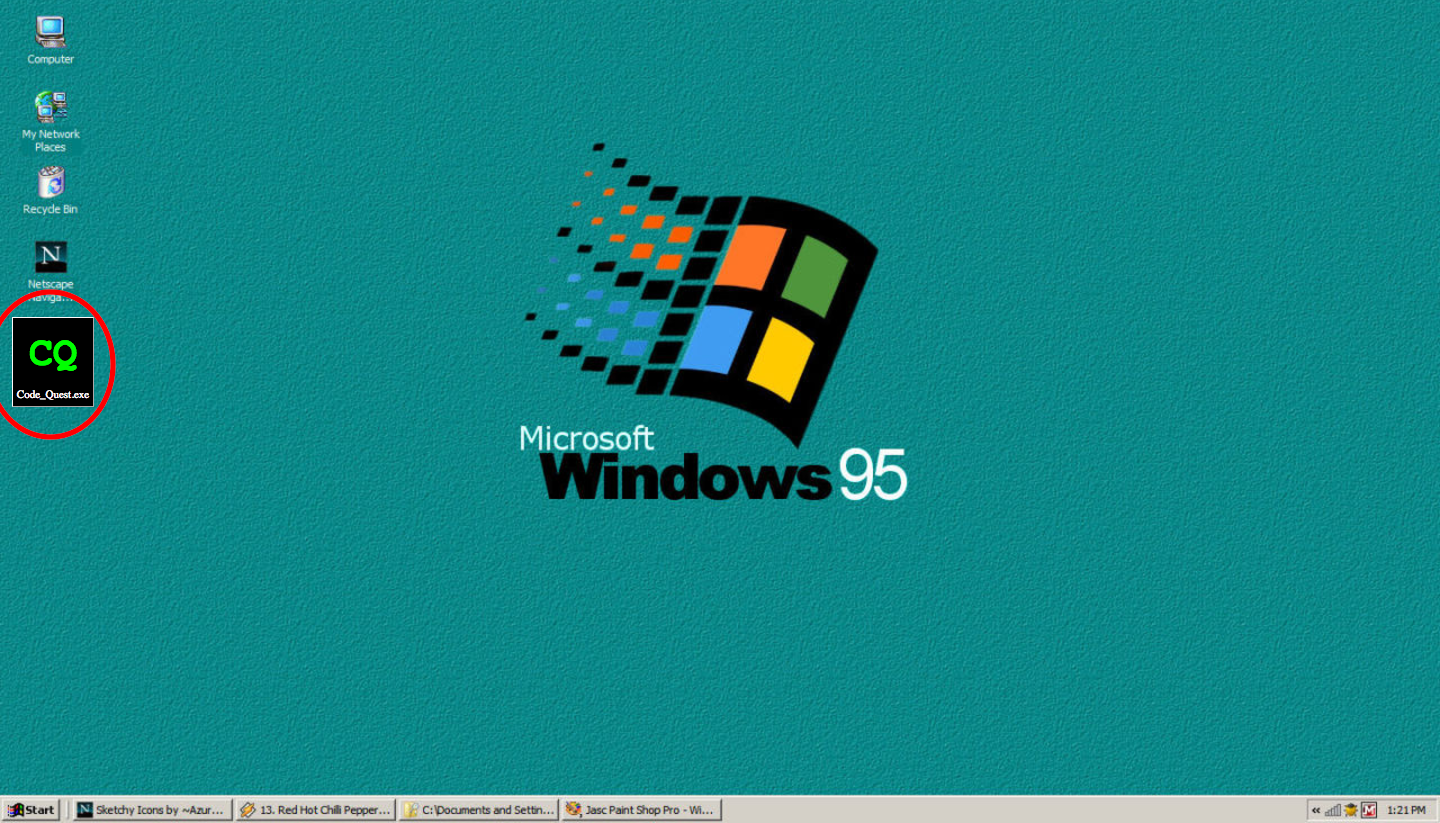 Computer
My Network
Places
Recycle Bin
N
Netscape
Naviga...
CQ
Code_Quest.exe
Microsoft
Windows 95
Start
N
Sketchy Icons by ~Azur...
13. Red Hot Chilli Pepper...
C:\Documents and Settin...
Jasc Paint Shop Pro - Wi...
«
M
1:21 PM